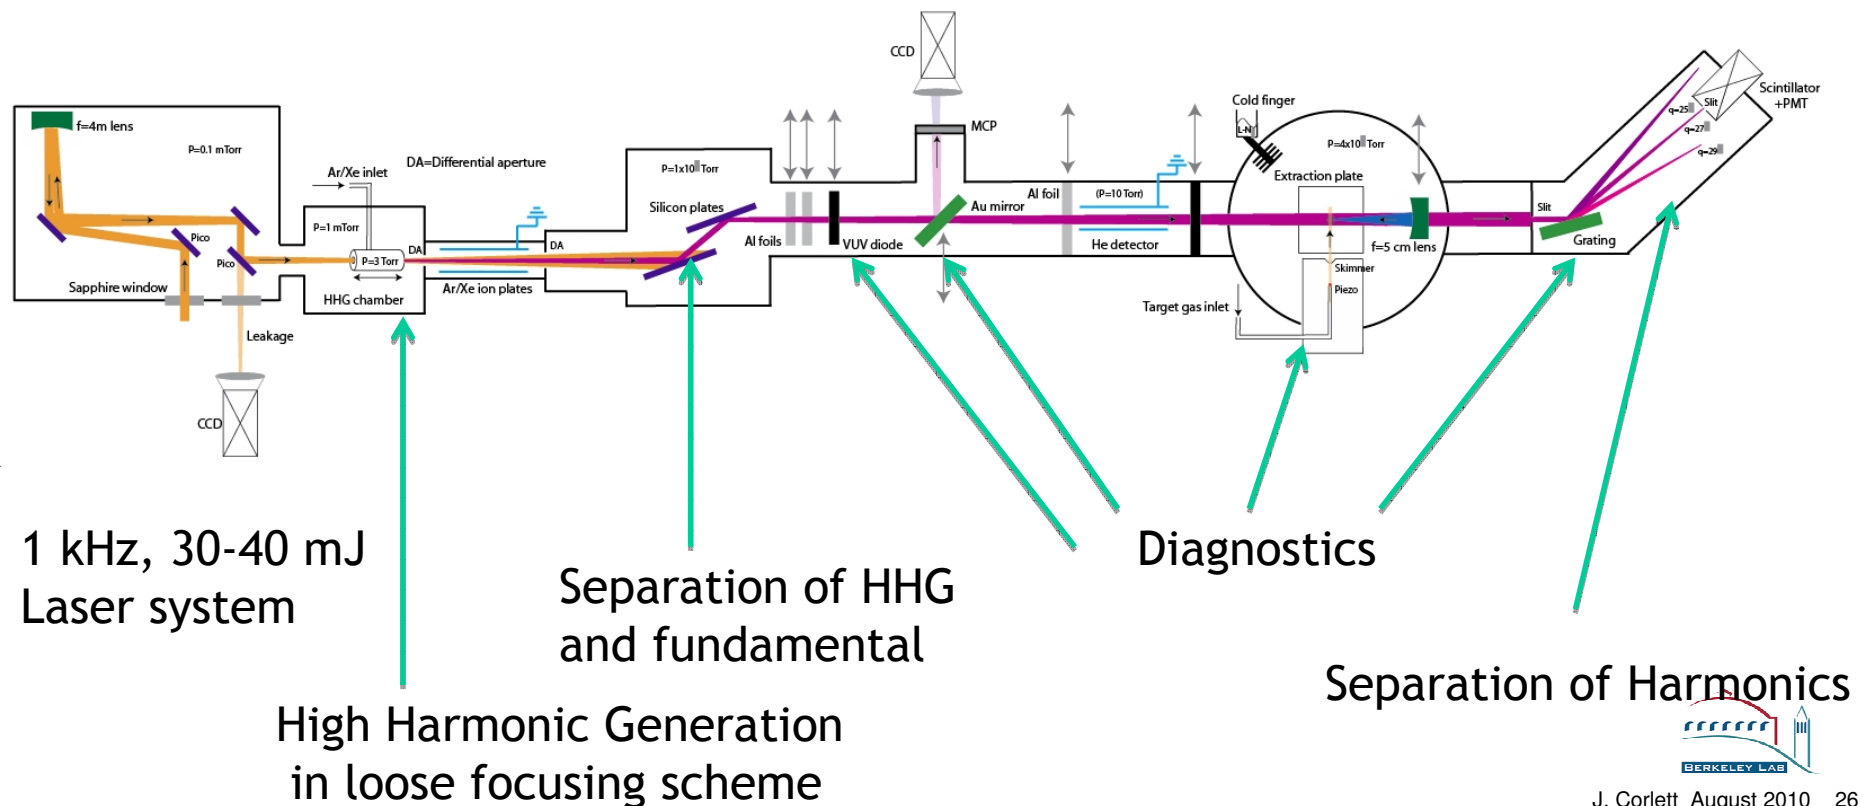 CCD
Cold finger
L-N
Scintillator
+PMT
q=25
Slit
q=27
q=29
f=4m lens
P=0.1 mTorr
DA=Differential aperture
Ar/Xe inlet
P=1x10 Torr
MCP
P=4x10 Torr
Extraction plate
Al foil
(P=10 Torr)
Silicon plates
Au mirror
Slit
Pico
P=1 mTorr
DA
DA
Al foils
VUV diode
He detector
f=5 cm lens
Grating
Pico
P=3 Torr
Skimmer
Sapphire window
HHG chamber
Ar/Xe ion plates
Piezo
Target gas inlet
Leakage
CCD
1 kHz, 30-40 mJ
Laser system
Separation of HHG
and fundamental
Diagnostics
Separation of Harmonics
High Harmonic Generation
in loose focusing scheme
BERKELEY LAB
J. Corlett August 2010 26